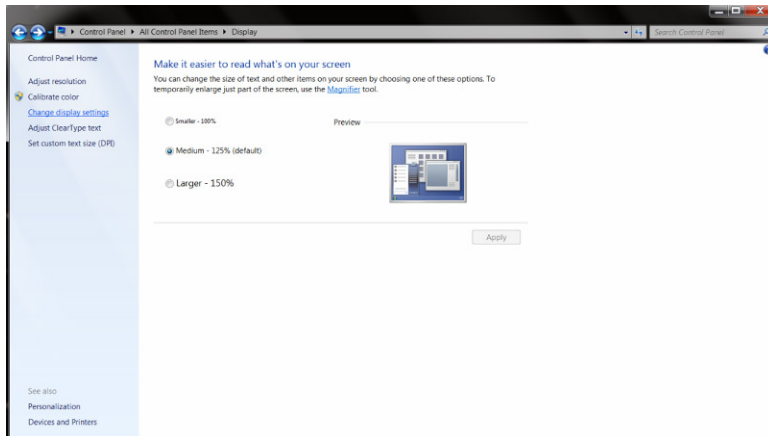 Control Panel ▸ All Control Panel Items ▸ Display
Search Control Panel
Control Panel Home
Adjust resolution
Calibrate color
Change display settings
Adjust ClearType text
Set custom text size (DPI)
Make it easier to read what's on your screen
You can change the size of text and other items on your screen by choosing one of these options. To
temporarily enlarge just part of the screen, use the Magnifier tool.
Smaller - 100%
Preview
Medium - 125% (default)
Larger - 150%
Apply
See also
Personalization
Devices and Printers